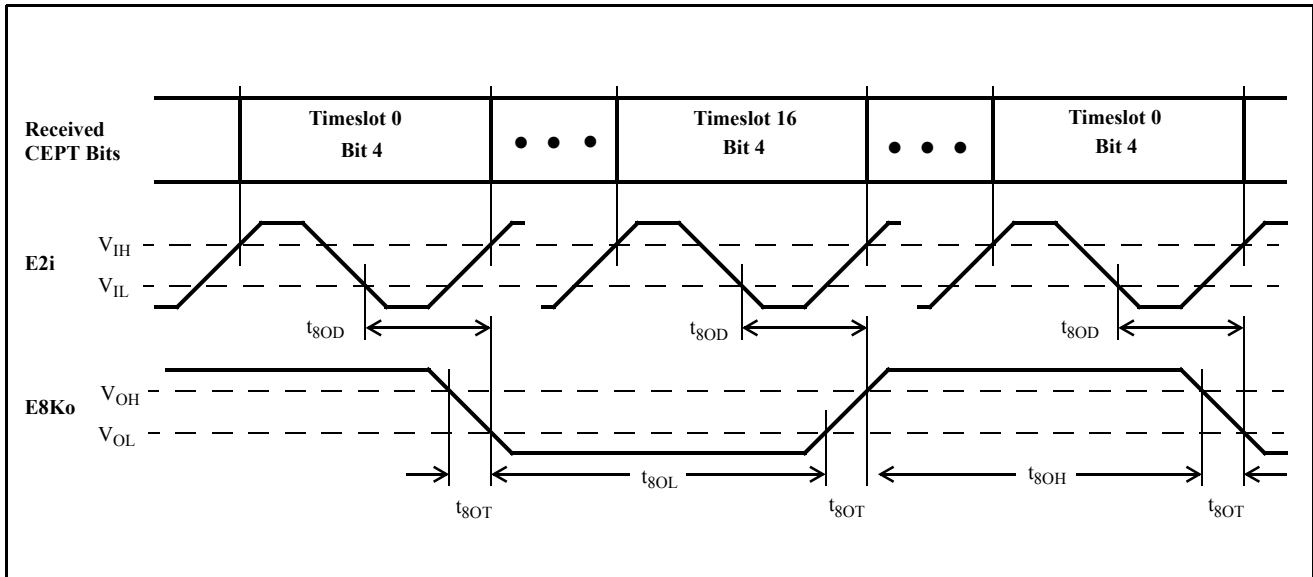 Received
CEPT Bits
Timeslot 0
Bit 4
• • •
Timeslot 16
Bit 4
• • •
Timeslot 0
Bit 4
E2i
VIH
VIL
t8OD
t8OD
t8OD
E8Ko
VOH
VOL
t8OT
t8OL
t8OT
t8OH
t8OT